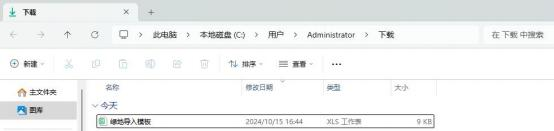 下载
此电脑 本地磁盘 (C:) 用户 Administrator 下载
在 下载 中搜索
新建 排序 查看
名称 修改日期 类型 大小
主文件夹
图库
今天
绿地导入模板 2024/10/15 16:44 XLS 工作表 9 KB